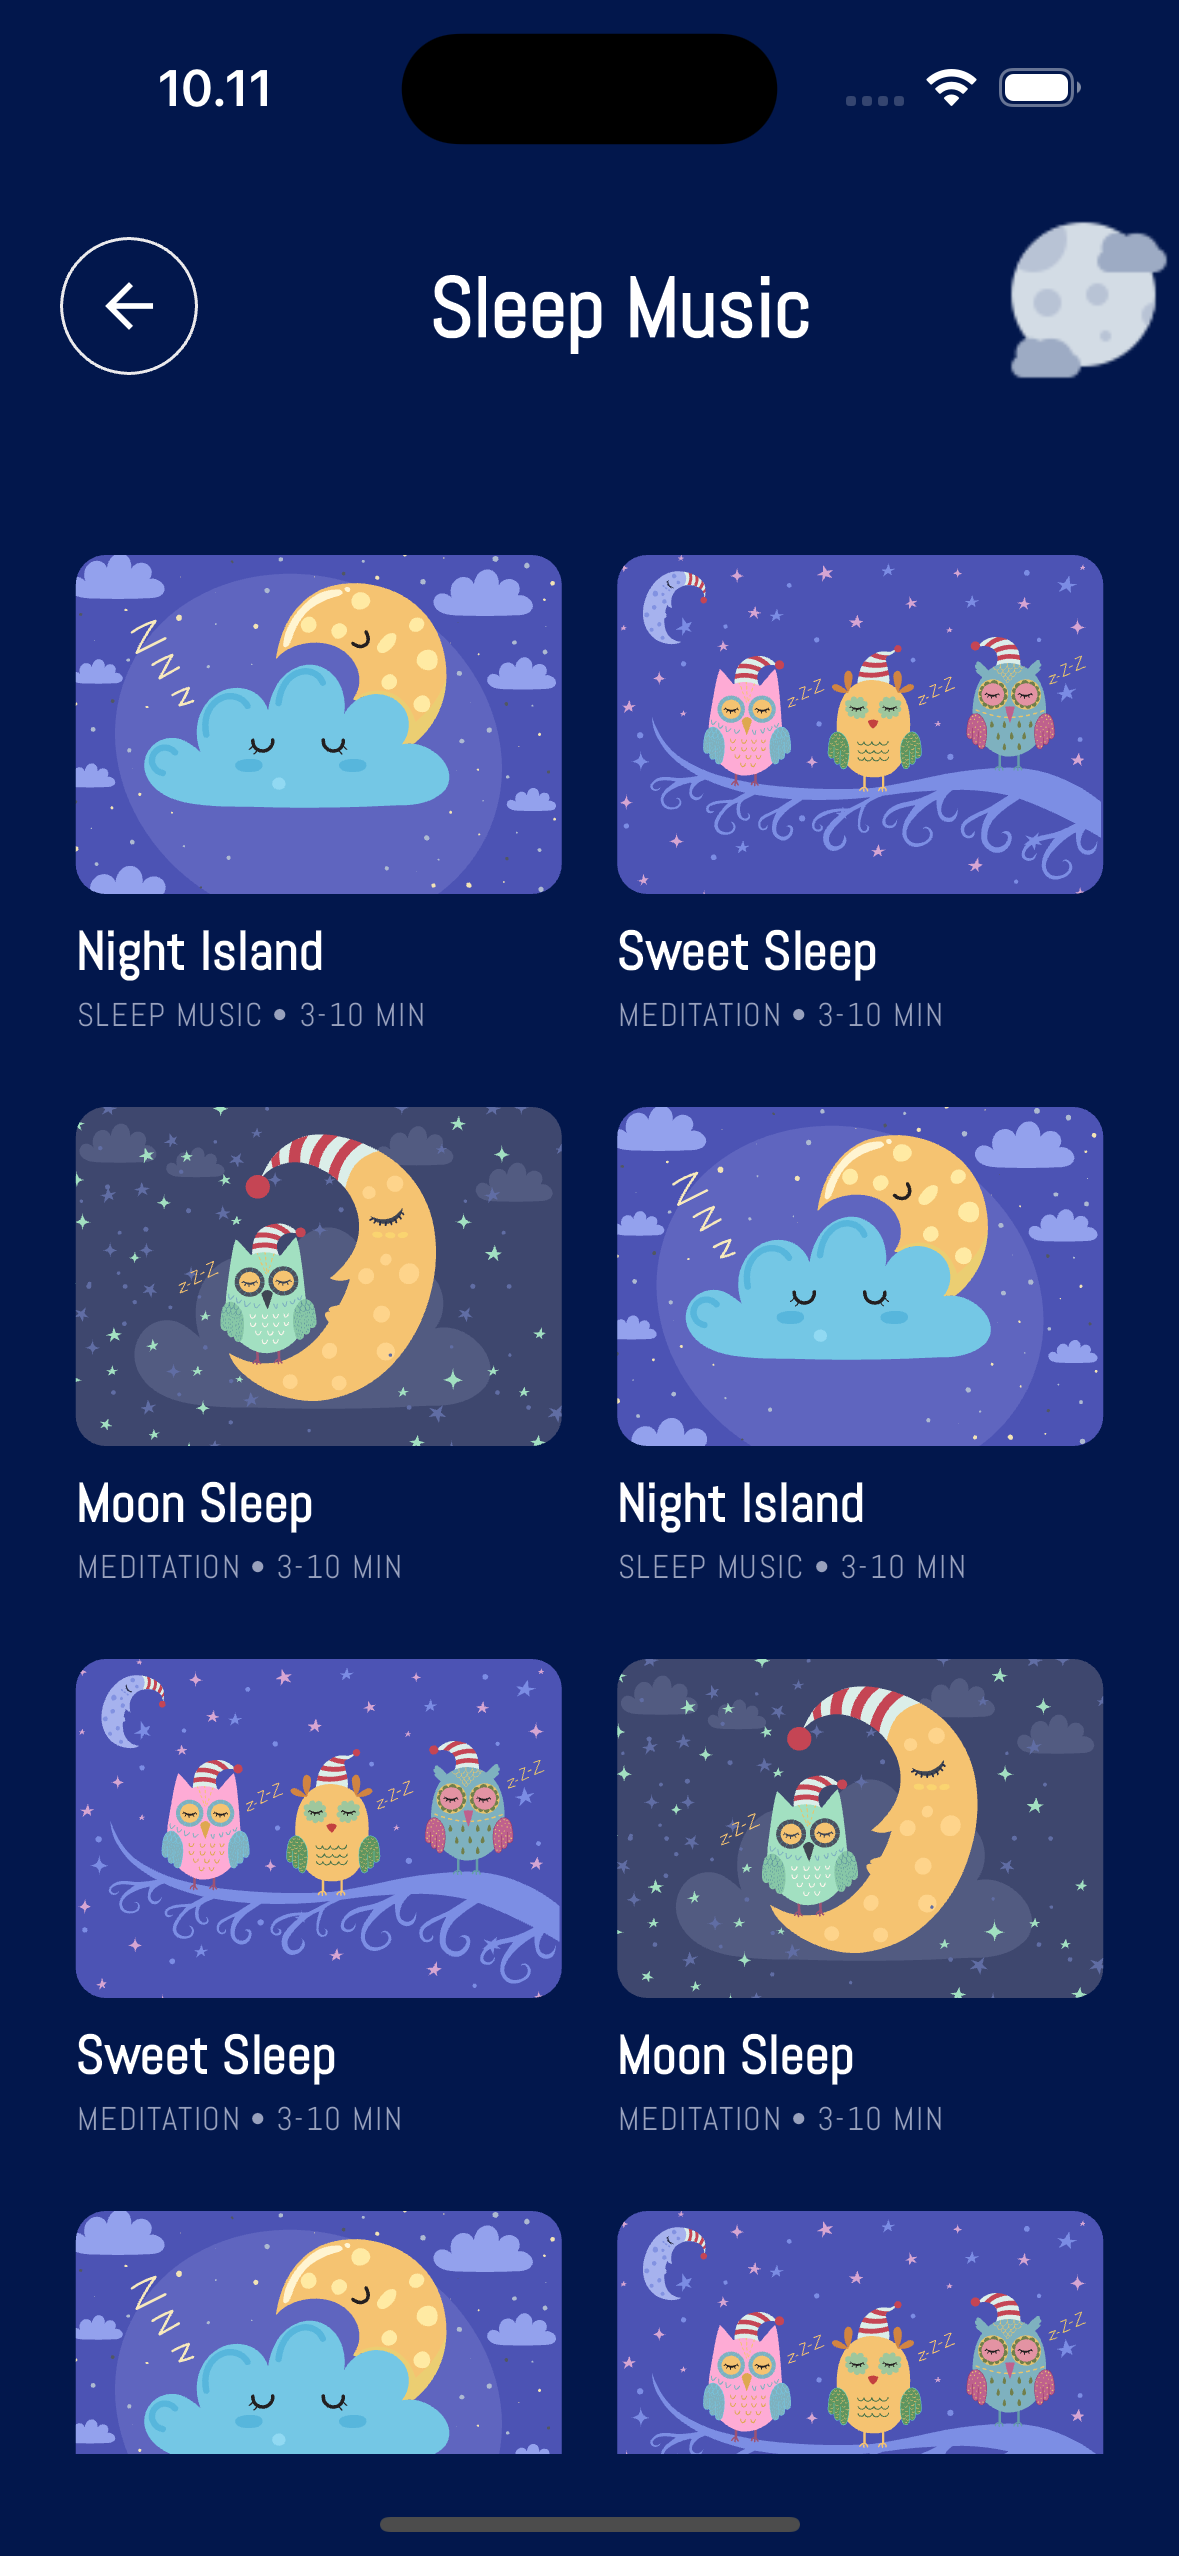 10.11
Sleep Music
Z Z Z
z-Z-Z z-Z-Z z-Z-Z
Night Island
SLEEP MUSIC • 3-10 MIN
Sweet Sleep
MEDITATION • 3-10 MIN
z-Z-Z
Z Z Z
Moon Sleep
MEDITATION • 3-10 MIN
Night Island
SLEEP MUSIC • 3-10 MIN
z-Z-Z z-Z-Z z-Z-Z
z-Z-Z
Sweet Sleep
MEDITATION • 3-10 MIN
Moon Sleep
MEDITATION • 3-10 MIN
Z Z Z
z-Z-Z z-Z-Z z-Z-Z